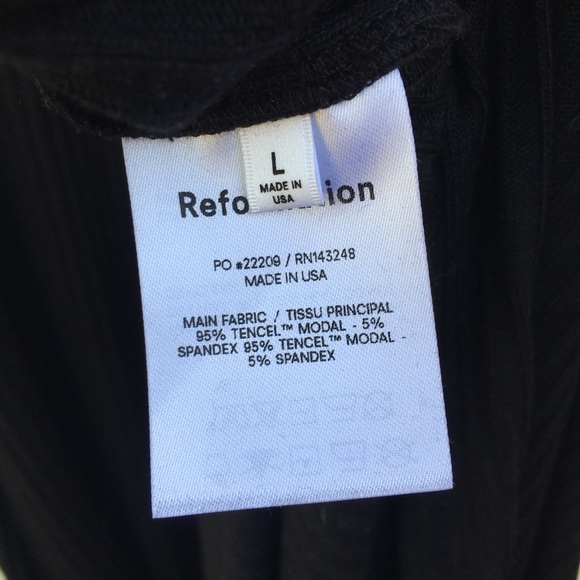 L
MADE IN
USA
Refo ion
PO #22209 / RN143248
MADE IN USA
MAIN FABRIC / TISSU PRINCIPAL
95% TENCEL™ MODAL - 5%
SPANDEX 95% TENCEL™ MODAL -
5% SPANDEX